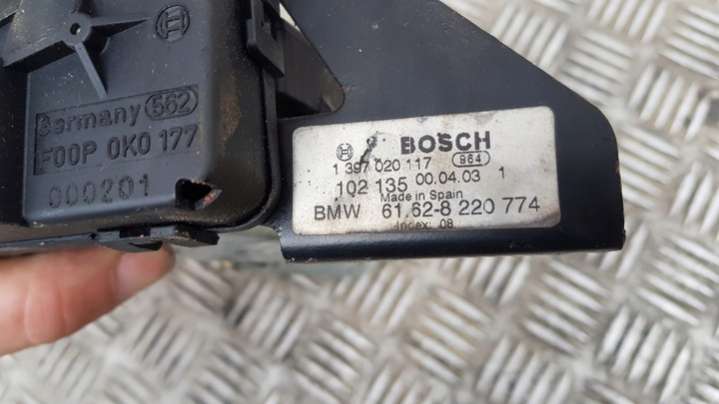 Germany 562
F00P 0K0 177
000201
BOSCH
1 397 020 117 964
102 135 00.04.03 1
Made in Spain
BMW 61.62-8 220 774
Index: 08